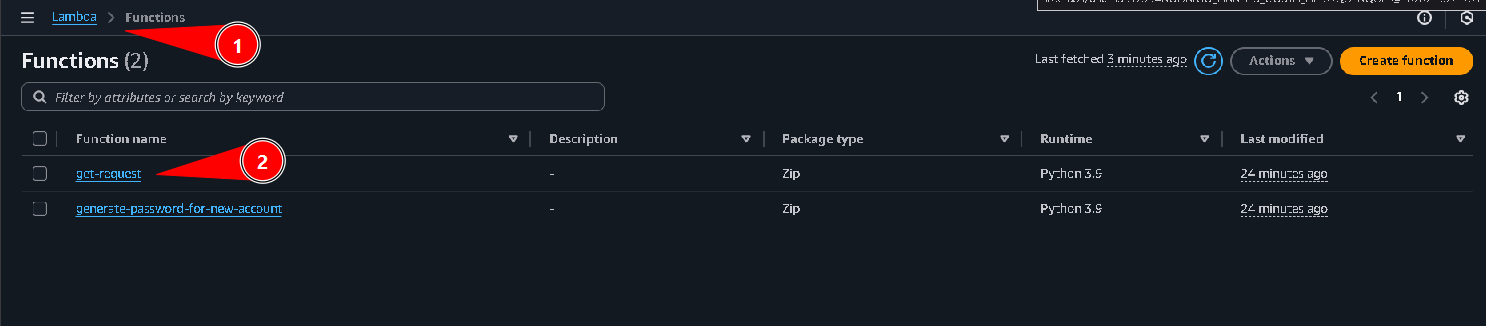 Lambda > Functions
1
Functions (2)
Last fetched 3 minutes ago
Actions
Create function
Filter by attributes or search by keyword
1
Function name
Description
Package type
Runtime
Last modified
2
get-request
-
Zip
Python 3.9
24 minutes ago
generate-password-for-new-account
-
Zip
Python 3.9
24 minutes ago